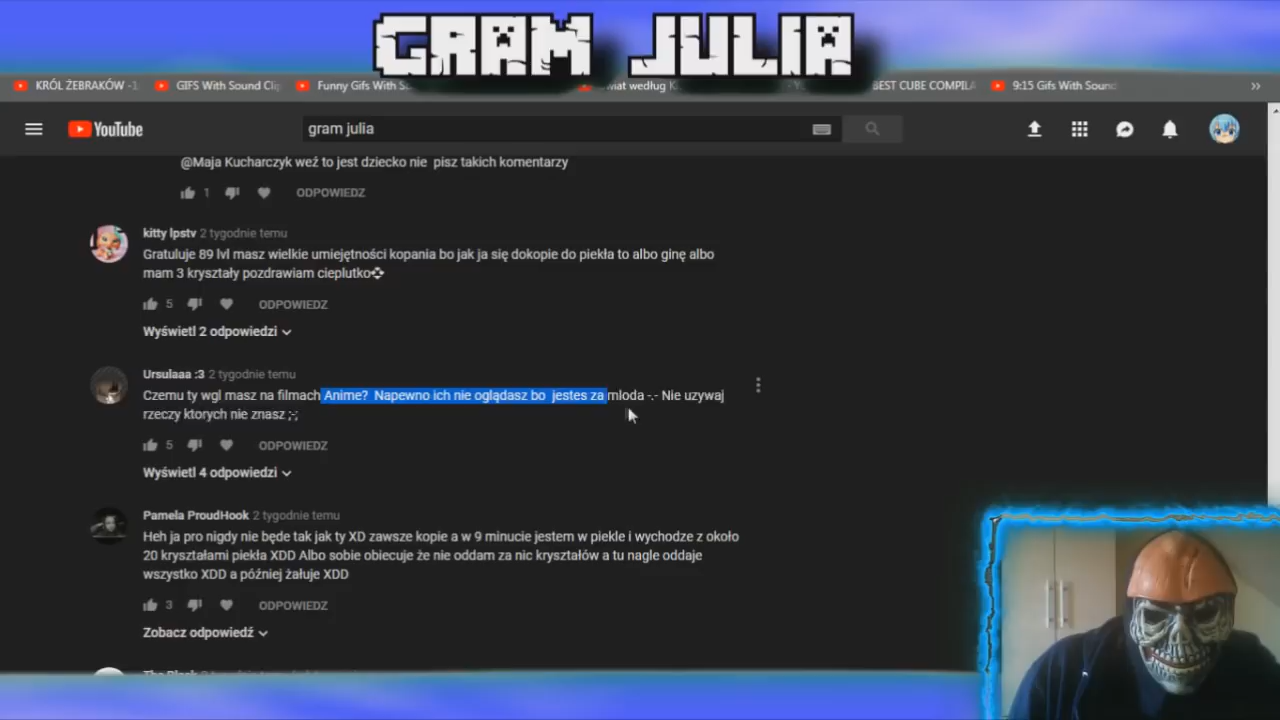 GRAM JULIA
KRÓL ŻEBRAKÓW -1
GIFS With Sound Cli
Funny Gifs With S
BEST CUBE COMPILA
9:15 Gifs With Sound
YouTube
gram julia
@Maja Kucharczyk weź to jest dziecko nie pisz takich komentarzy
1 ODPOWIEDZ
kitty lpstv 2 tygodnie temu
Gratuluje 89 lvl masz wielkie umiejętności kopania bo jak ja się dokopie do piekła to albo ginę albo
mam 3 kryształy pozdrawiam cieplutko
5 ODPOWIEDZ
Wyświetl 2 odpowiedzi
Ursulaaa :3 2 tygodnie temu
Czemu ty wgl masz na filmach Anime? Napewno ich nie oglądasz bo jestes za mloda -.- Nie uzywaj
rzeczy ktorych nie znasz ;-;
5 ODPOWIEDZ
Wyświetl 4 odpowiedzi
Pamela ProudHook 2 tygodnie temu
Heh ja pro nigdy nie będe tak jak ty XD zawsze kopie a w 9 minucie jestem w piekle i wychodze z około
20 kryształami piekła XDD Albo sobie obiecuje że nie oddam za nic kryształów a tu nagle oddaje
wszystko XDD a później żałuje XDD
3 ODPOWIEDZ
Zobacz odpowiedź